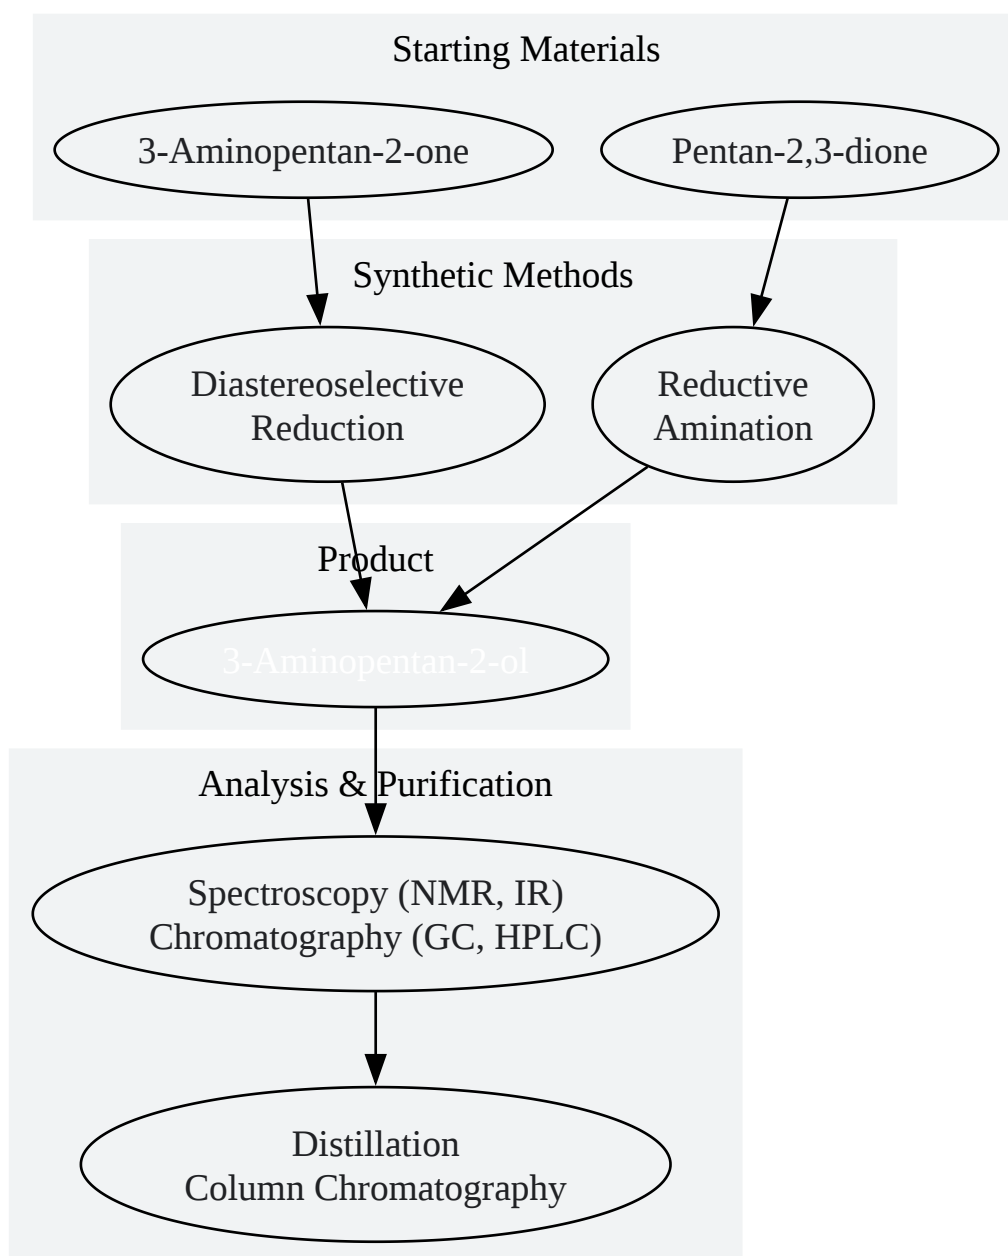 Starting Materials
3-Aminopentan-2-one
Pentan-2,3-dione
Synthetic Methods
Diastereoselective
Reduction
Reductive
Amination
Product
3-Aminopentan-2-ol
Analysis & Purification
Spectroscopy (NMR, IR)
Chromatography (GC, HPLC)
Distillation
Column Chromatography